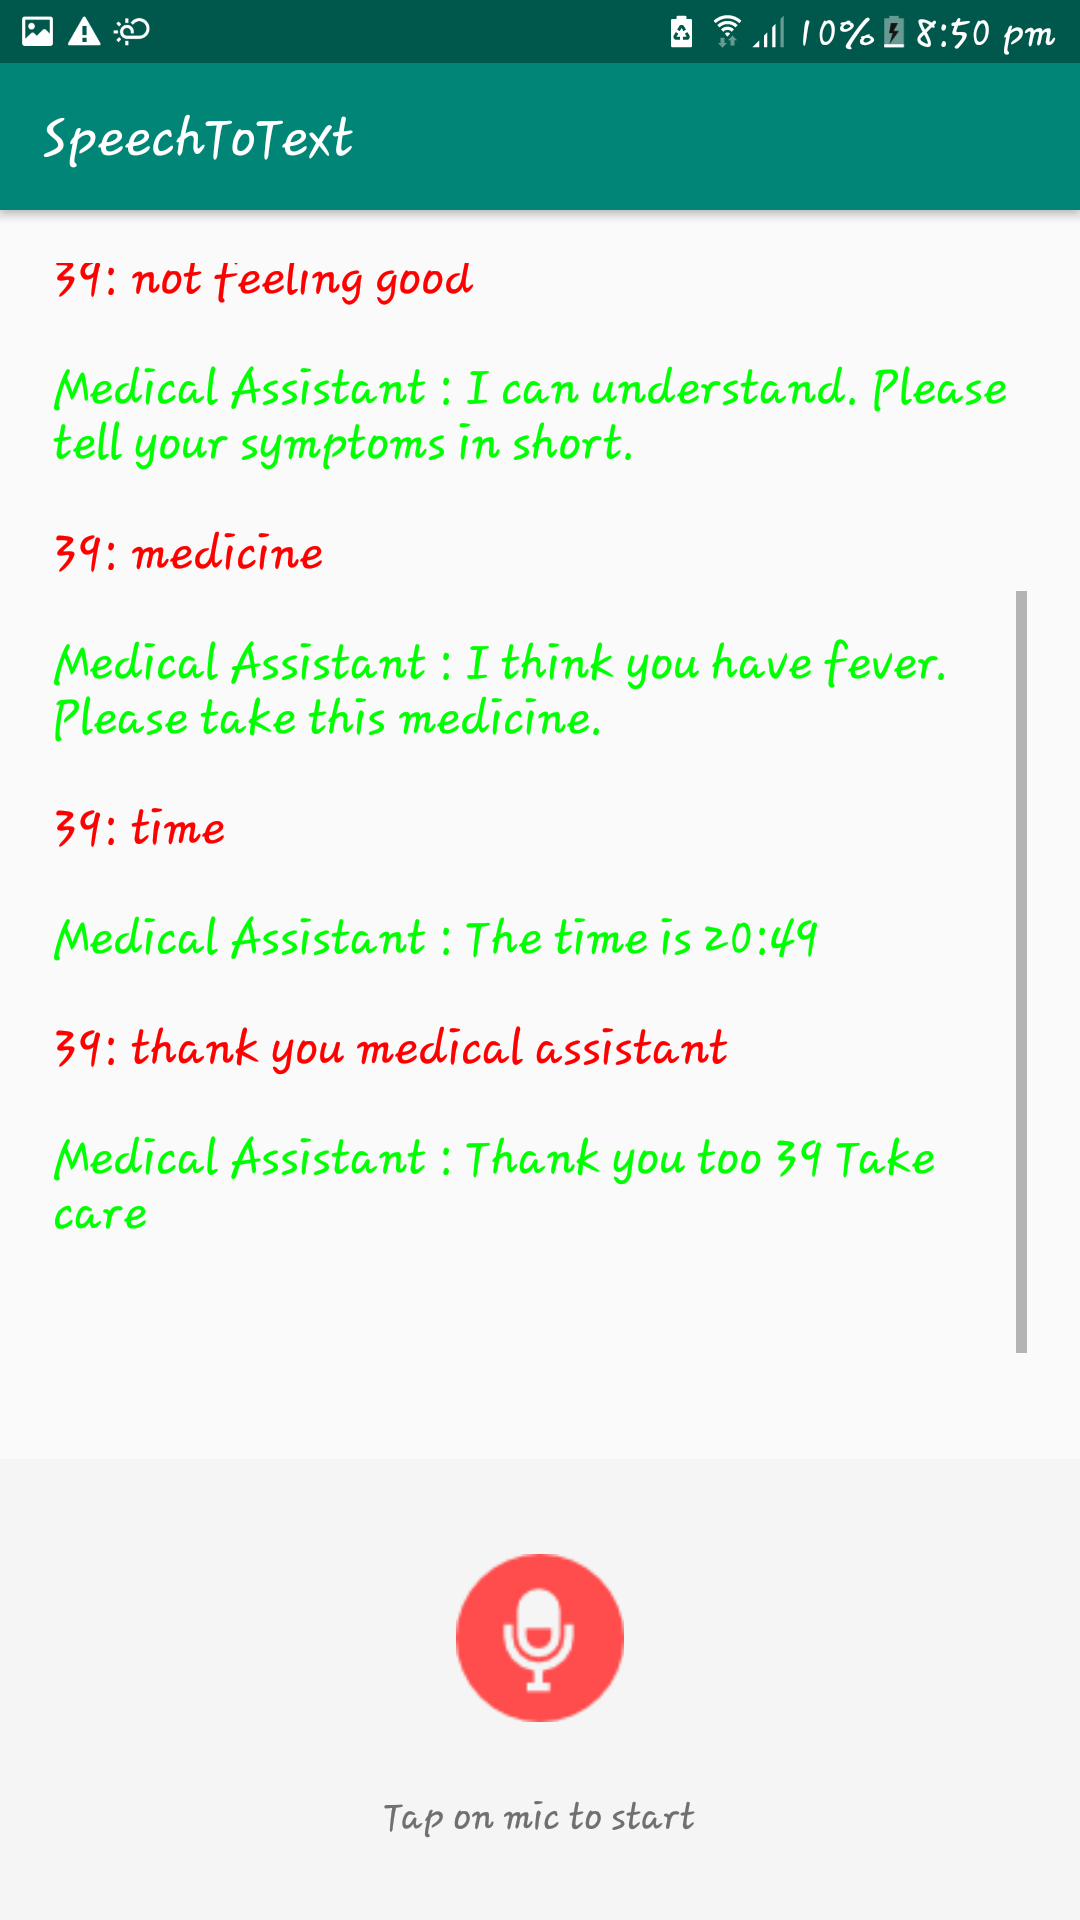 10% 8:50 pm
SpeechToText
39: not feeling good
Medical Assistant : I can understand. Please
tell your symptoms in short.
39: medicine
Medical Assistant : I think you have fever.
Please take this medicine.
39: time
Medical Assistant : The time is 20:49
39: thank you medical assistant
Medical Assistant : Thank you too 39 Take
care
Tap on mic to start